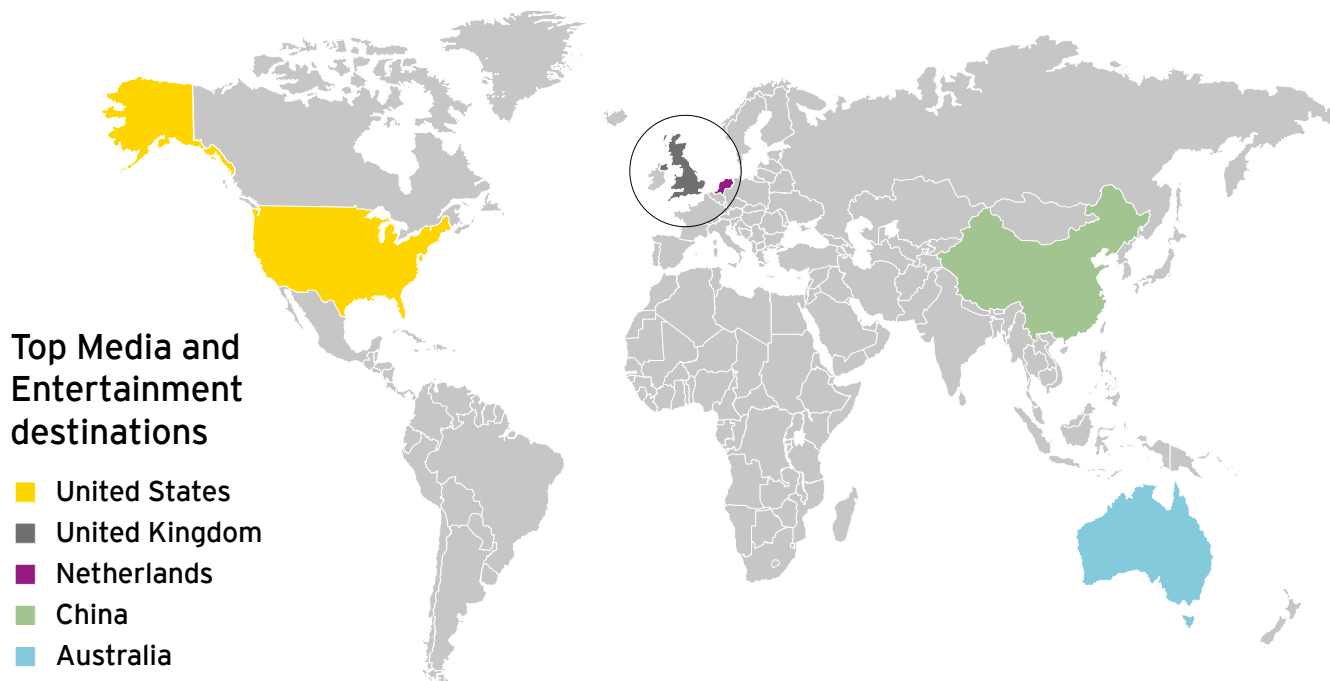 Top Media and
Entertainment
destinations
United States
United Kingdom
Netherlands
China
Australia